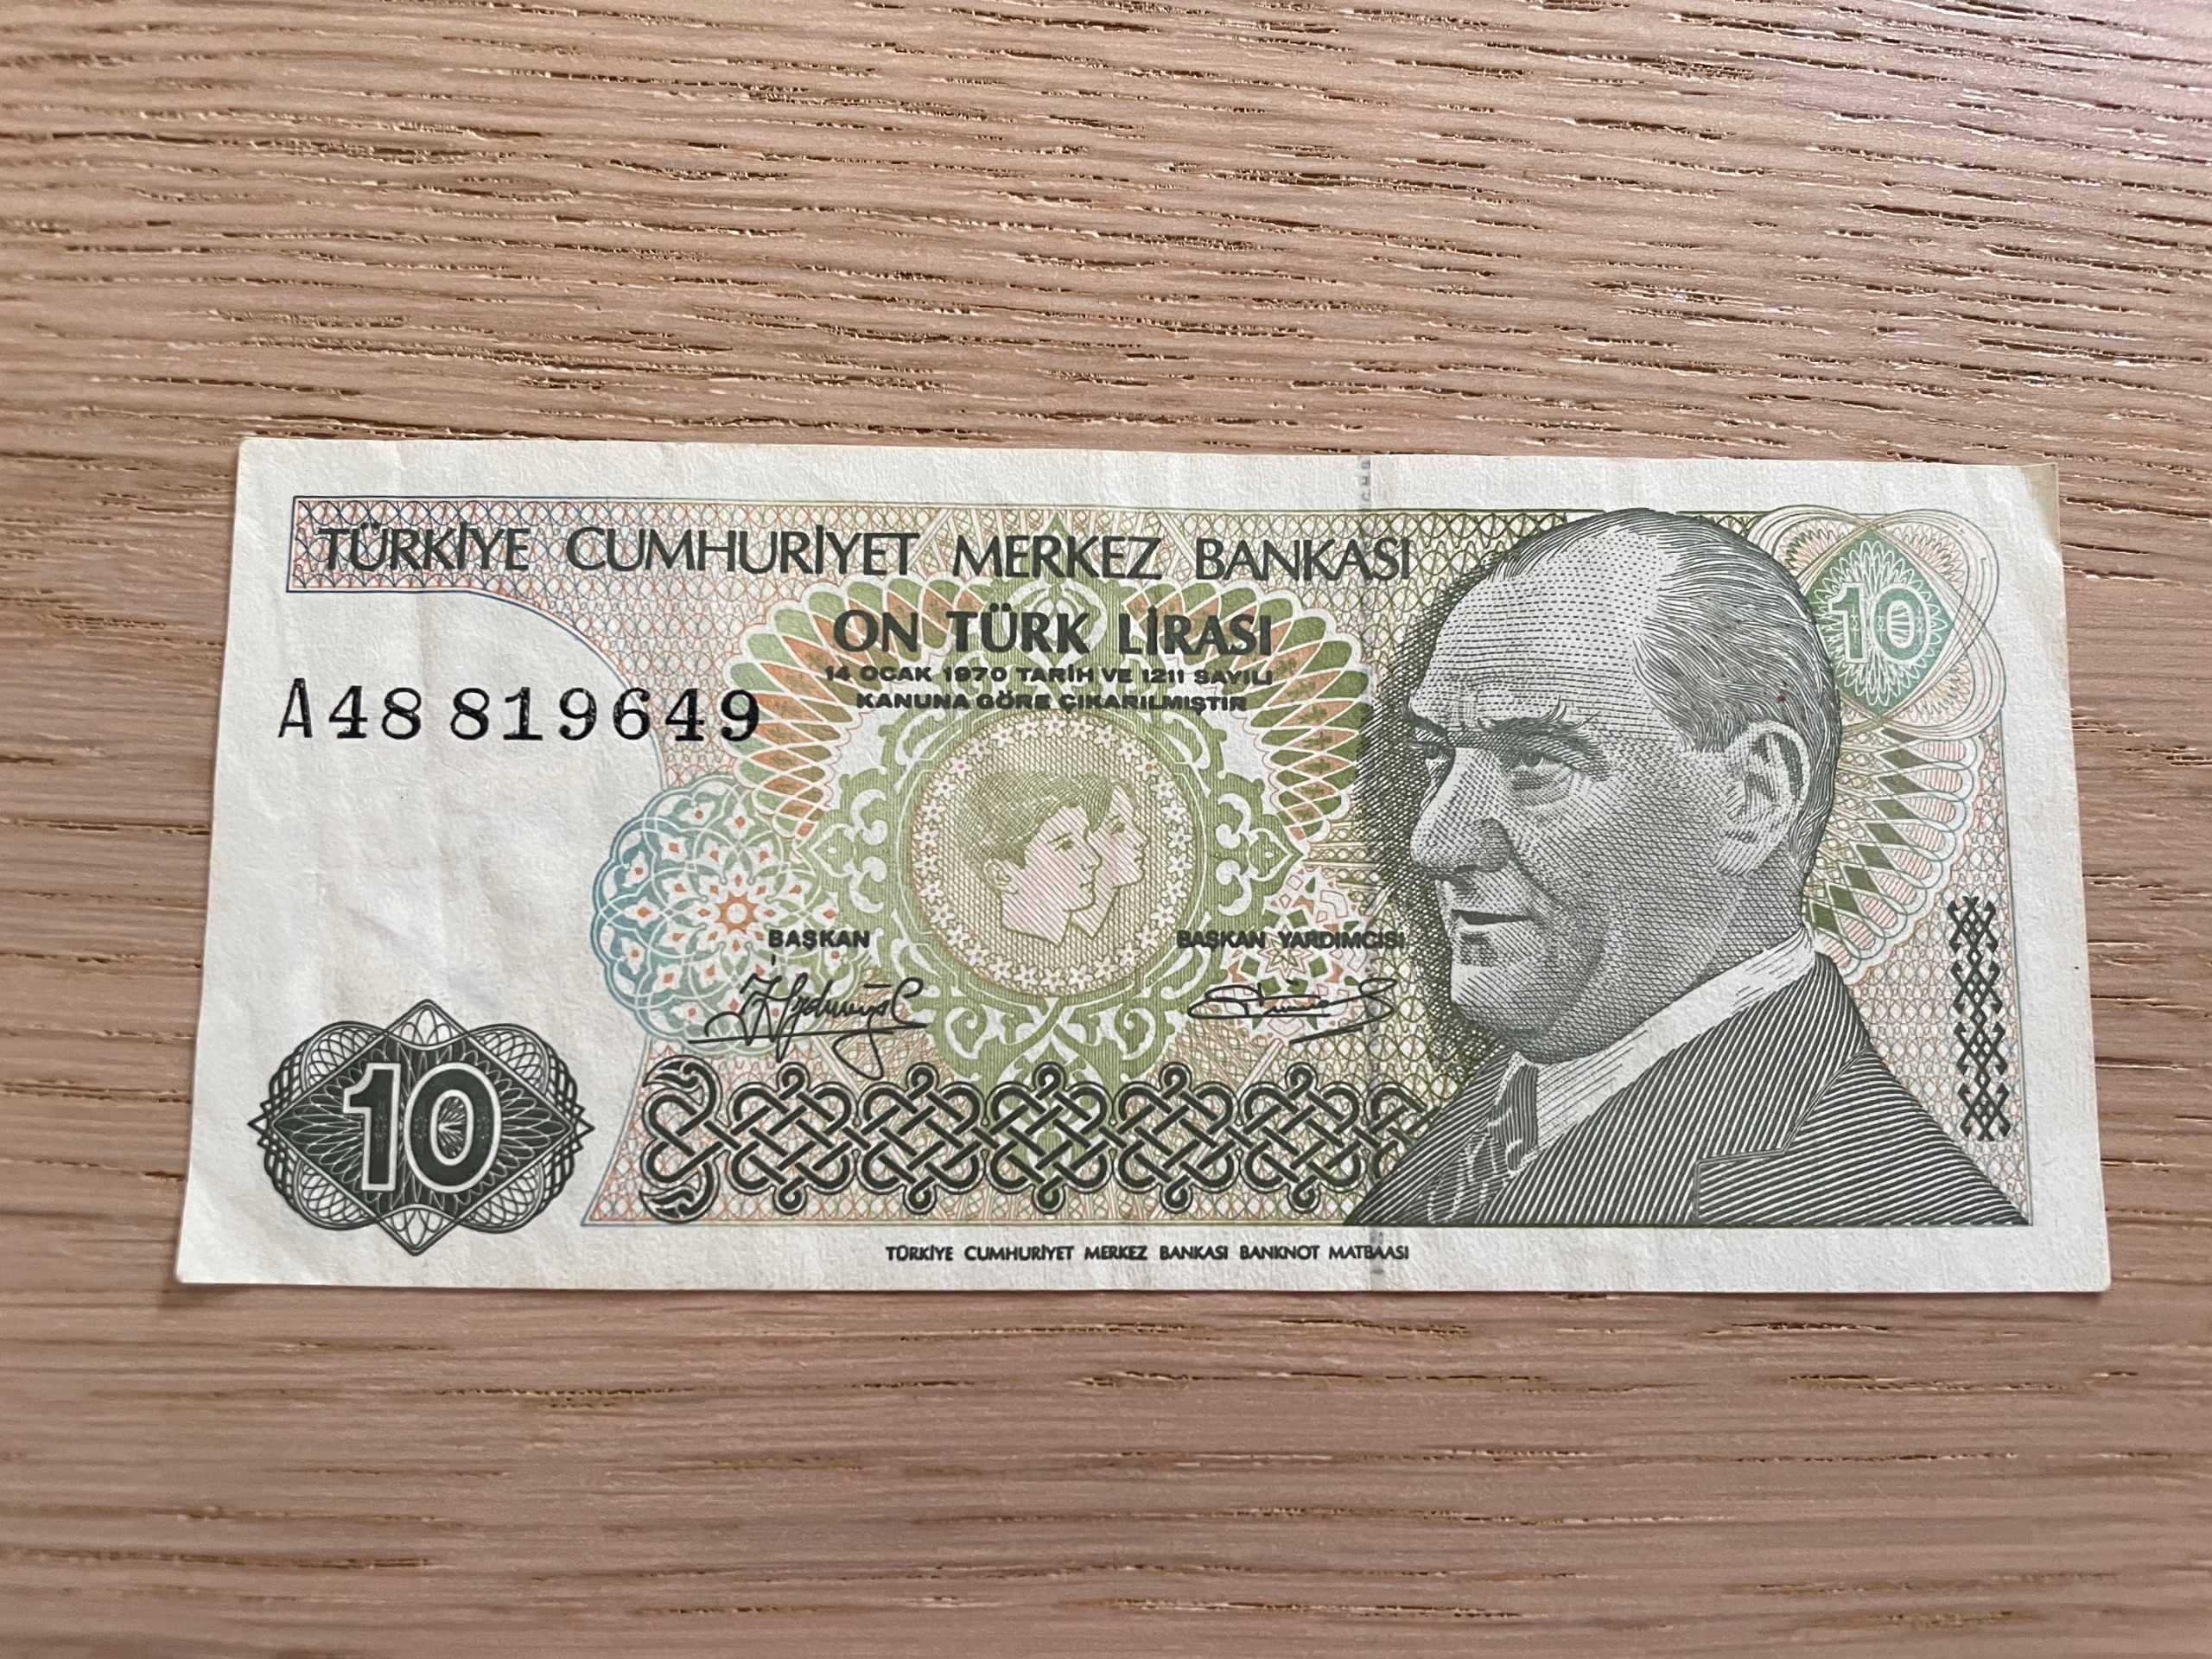 TÜRKİYE CUMHURİYET MERKEZ BANKASI
ON TÜRK LİRASI
14 OCAK 1970 TARİH VE 1211 SAYILI
KANUNA GÖRE ÇIKARILMIŞTIR
10
A48 819649
BAŞKAN
BAŞKAN YARDIMCISI
10
TÜRKİYE CUMHURİYET MERKEZ BANKASI BANKNOT MATBAASI